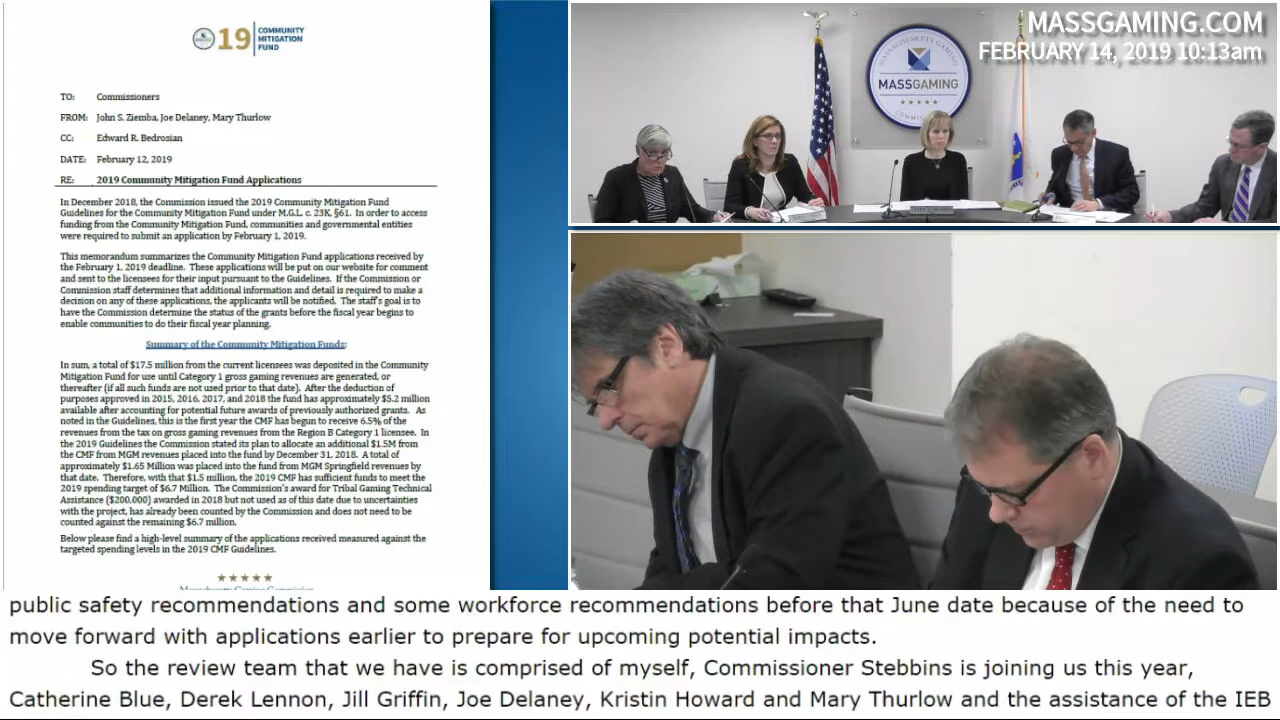 19 COMMUNITY
MITIGATION
FUND
TO: Commissioners
FROM: John S. Ziemba, Joe Delaney, Mary Thurlow
CC: Edward R. Bedrosian
DATE: February 12, 2019
RE: 2019 Community Mitigation Fund Applications
In December 2018, the Commission issued the 2019 Community Mitigation Fund
Guidelines for the Community Mitigation Fund under M.G.L. c. 23K, §61. In order to access
funding from the Community Mitigation Fund, communities and governmental entities
were required to submit an application by February 1, 2019.
This memorandum summarizes the Community Mitigation Fund applications received by
the February 1, 2019 deadline. These applications will be put on our website for comment
and sent to the licensees for their input pursuant to the Guidelines. If the Commission or
Commission staff determines that additional information and detail is required to make a
decision on any of these applications, the applicants will be notified. The staff's goal is to
have the Commission determine the status of the grants before the fiscal year begins to
enable communities to do their fiscal year planning.
Summary of the Community Mitigation Funds:
In sum, a total of $17.5 million from the current licensees was deposited in the Community
Mitigation Fund for use until Category 1 gross gaming revenues are generated, or
thereafter (if all such funds are not used prior to that date). After the deduction of
purposes approved in 2015, 2016, 2017, and 2018 the fund has approximately $5.2 million
available after accounting for potential future awards of previously authorized grants. As
noted in the Guidelines, this is the first year the CMF has begun to receive 6.5% of the
revenues from the tax on gross gaming revenues from the Region B Category 1 licensee. In
the 2019 Guidelines the Commission stated its plan to allocate an additional $1.5M from
the CMF from MGM revenues placed into the fund by December 31, 2018. A total of
approximately $1.65 Million was placed into the fund from MGM Springfield revenues by
that date. Therefore, with that $1.5 million, the 2019 CMF has sufficient funds to meet the
2019 spending target of $6.7 Million. The Commission's award for Tribal Gaming Technical
Assistance ($200,000) awarded in 2018 but not used as of this date due to uncertainties
with the project, has already been counted by the Commission and does not need to be
counted against the remaining $6.7 million.
Below please find a high-level summary of the applications received measured against the
targeted spending levels in the 2019 CMF Guidelines.
★★★★★
Massachusetts Gaming Commission
MASSGAMING.COM
FEBRUARY 14, 2019 10:13am
MASSACHUSETTS GAMING
MASSGAMING
★★★★★
public safety recommendations and some workforce recommendations before that June date because of the need to
move forward with applications earlier to prepare for upcoming potential impacts.
So the review team that we have is comprised of myself, Commissioner Stebbins is joining us this year,
Catherine Blue, Derek Lennon, Jill Griffin, Joe Delaney, Kristin Howard and Mary Thurlow and the assistance of the IEB